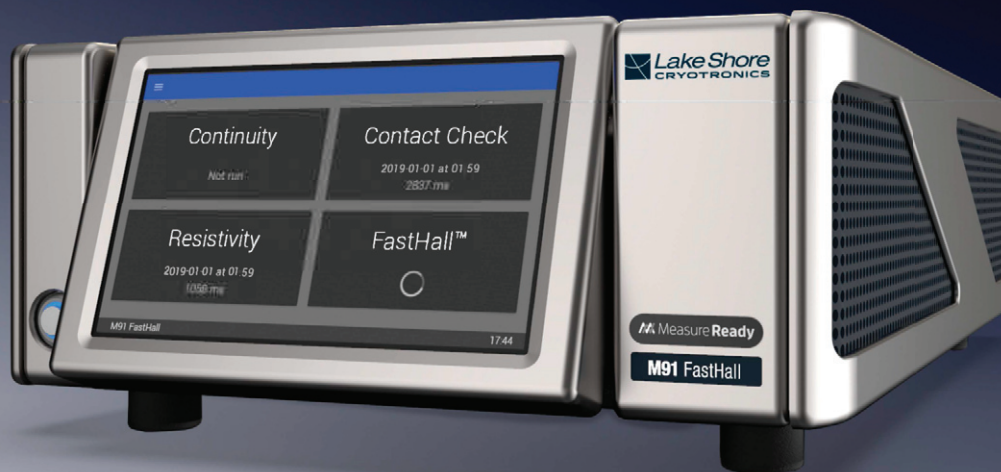 Lake Shore
CRYOTRONICS
Continuity
Not run
Contact Check
2019-01-01 at 01:59
2837 ms
Resistivity
2019-01-01 at 01:59
1058 ms
FastHall™
M91 FastHall
17:44
MeasureReady
M91 FastHall